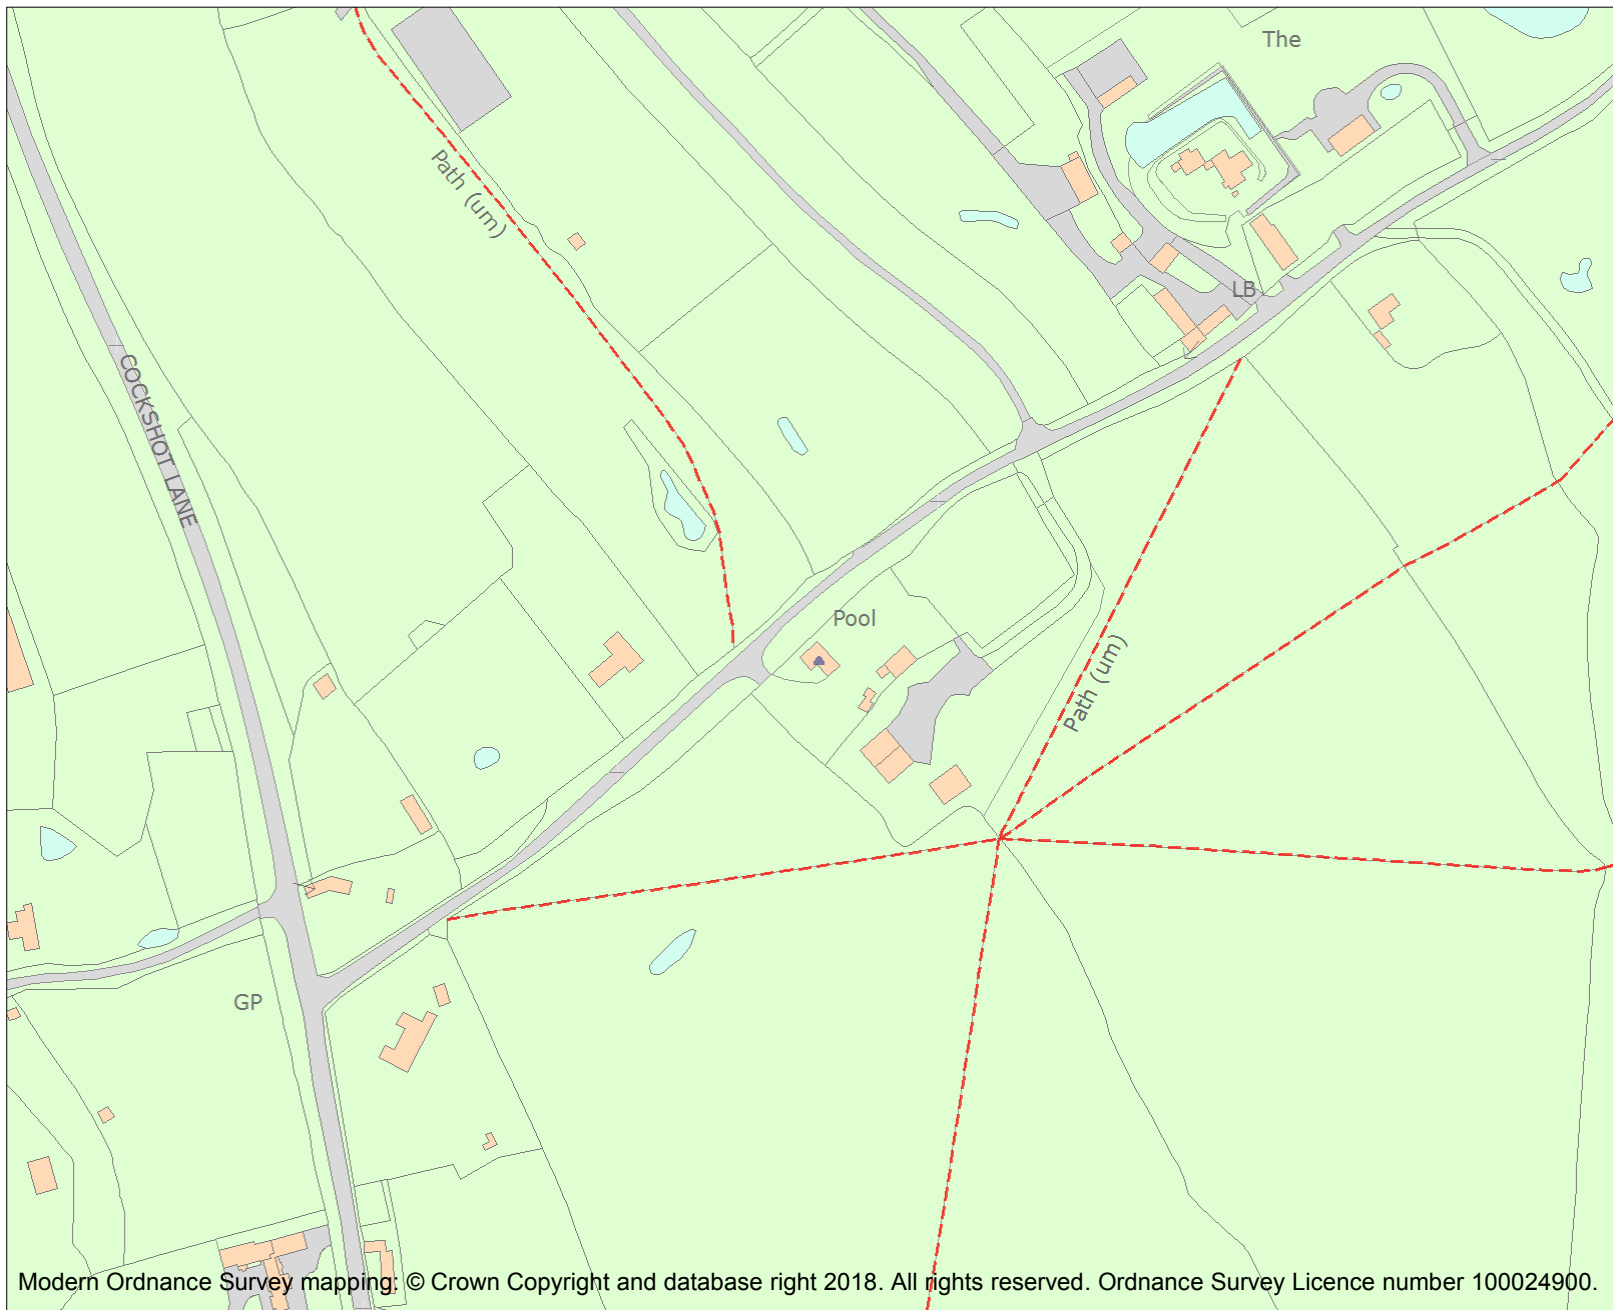 The
Path (um)
LB
COCKSHOT LANE
Pool
Path (um)
GP
Modern Ordnance Survey mapping: © Crown Copyright and database right 2018. All rights reserved. Ordnance Survey Licence number 100024900.